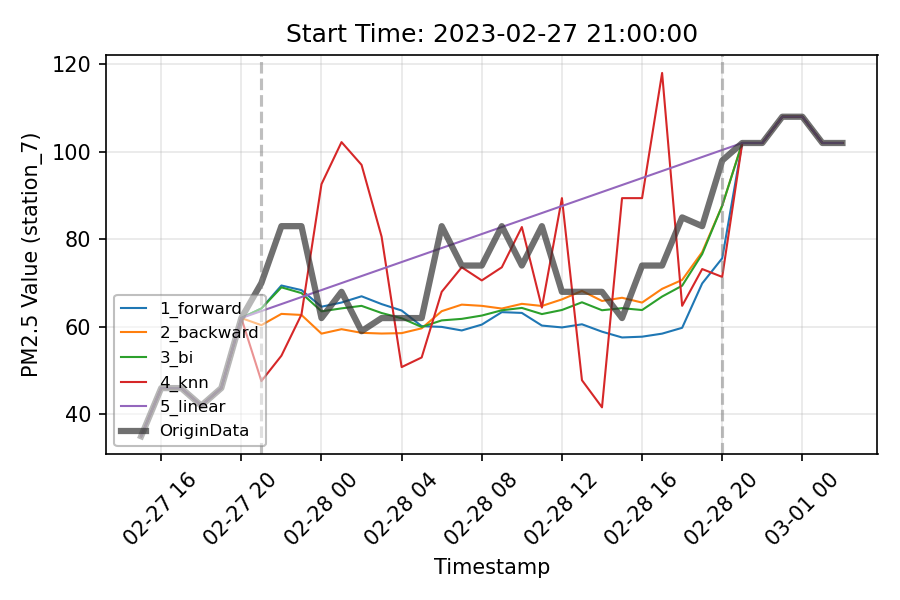 Start Time: 2023-02-27 21:00:00
PM2.5 Value (station_7)
120
100
80
60
40
1_forward
2_backward
3_bi
4_knn
5_linear
OriginData
02-27 16
02-27 20
02-28 00
02-28 04
02-28 08
02-28 12
02-28 16
02-28 20
03-01 00
Timestamp